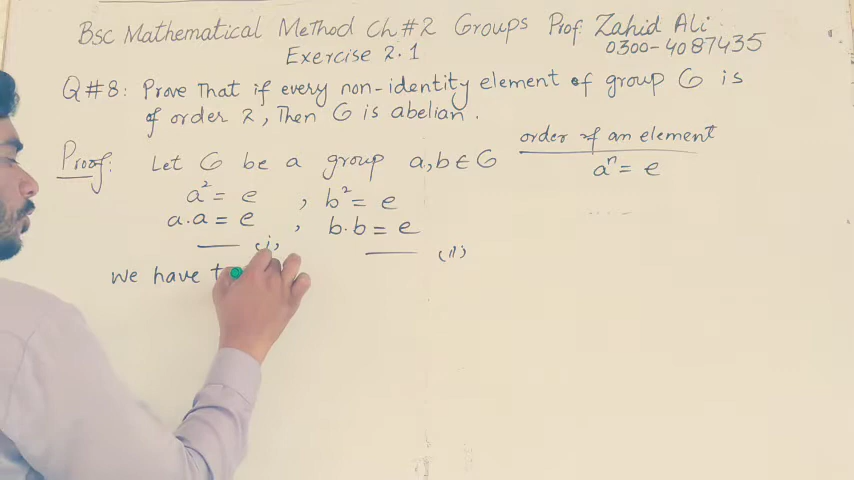 Bsc Mathematical Method Ch#2 Groups Prof. Zahid Ali
Exercise 2.1 0300-4087435
Q#8: Prove That if every non-identity element of group G is
of order 2, Then G is abelian.
order of an element
Proof: Let G be a group a,b∈G
aⁿ = e
a² = e , b² = e
a.a = e , b.b = e
(i) (ii)
we have